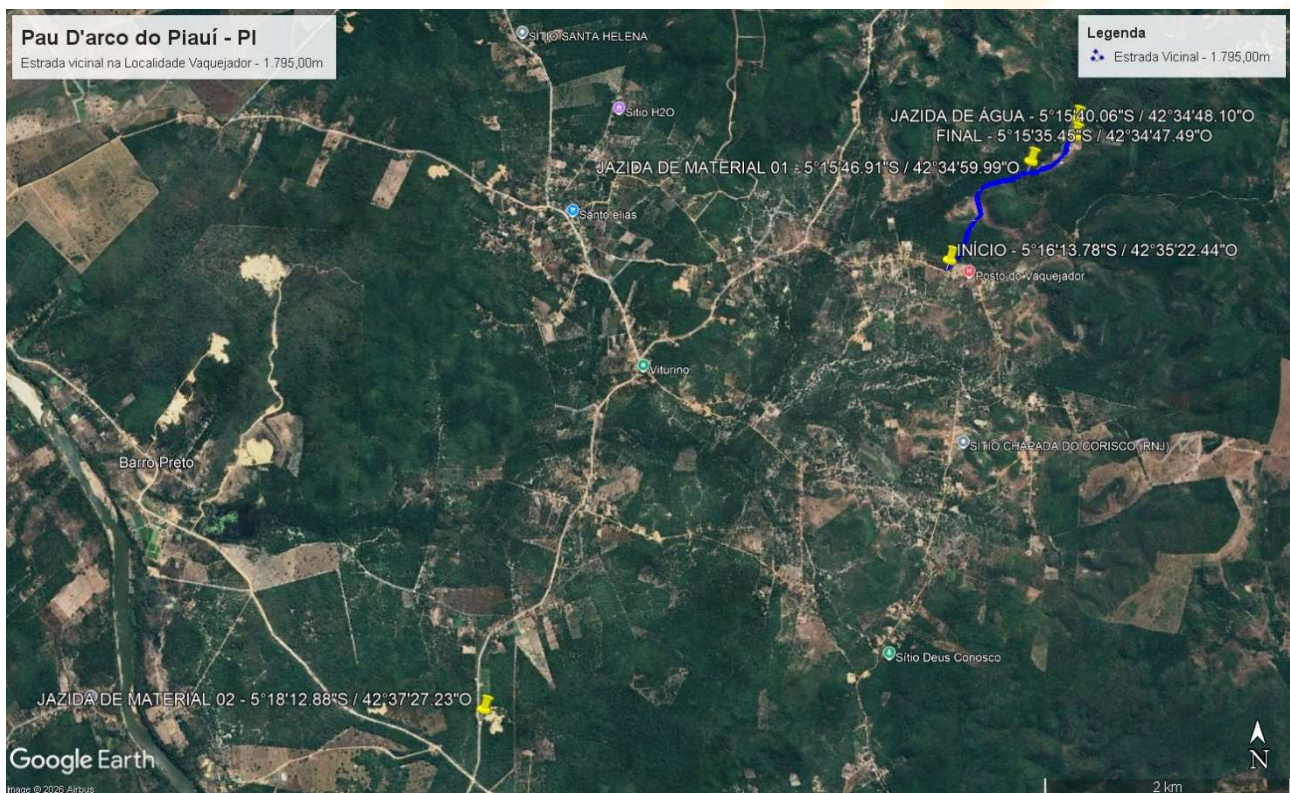 Pau D'arco do Piauí - PI
Estrada vicinal na Localidade Vaquejador - 1.795,00m
Legenda
Estrada Vicinal - 1.795,00m
SÍTIO SANTA HELENA
Sitio H2O
JAZIDA DE ÁGUA - 5°15'40.06"S / 42°34'48.10"O
FINAL - 5°15'35.45"S / 42°34'47.49"O
JAZIDA DE MATERIAL 01 - 5°15'46.91"S / 42°34'59.99"O
Santo elias
INÍCIO - 5°16'13.78"S / 42°35'22.44"O
Posto do Vaquejador
Viturino
SÍTIO CHAPADA DO CORISCO (RNJ)
Barro Preto
Sítio Deus Conosco
JAZIDA DE MATERIAL 02 - 5°18'12.88"S / 42°37'27.23"O
Google Earth
Image © 2026 Airbus
N
2 km